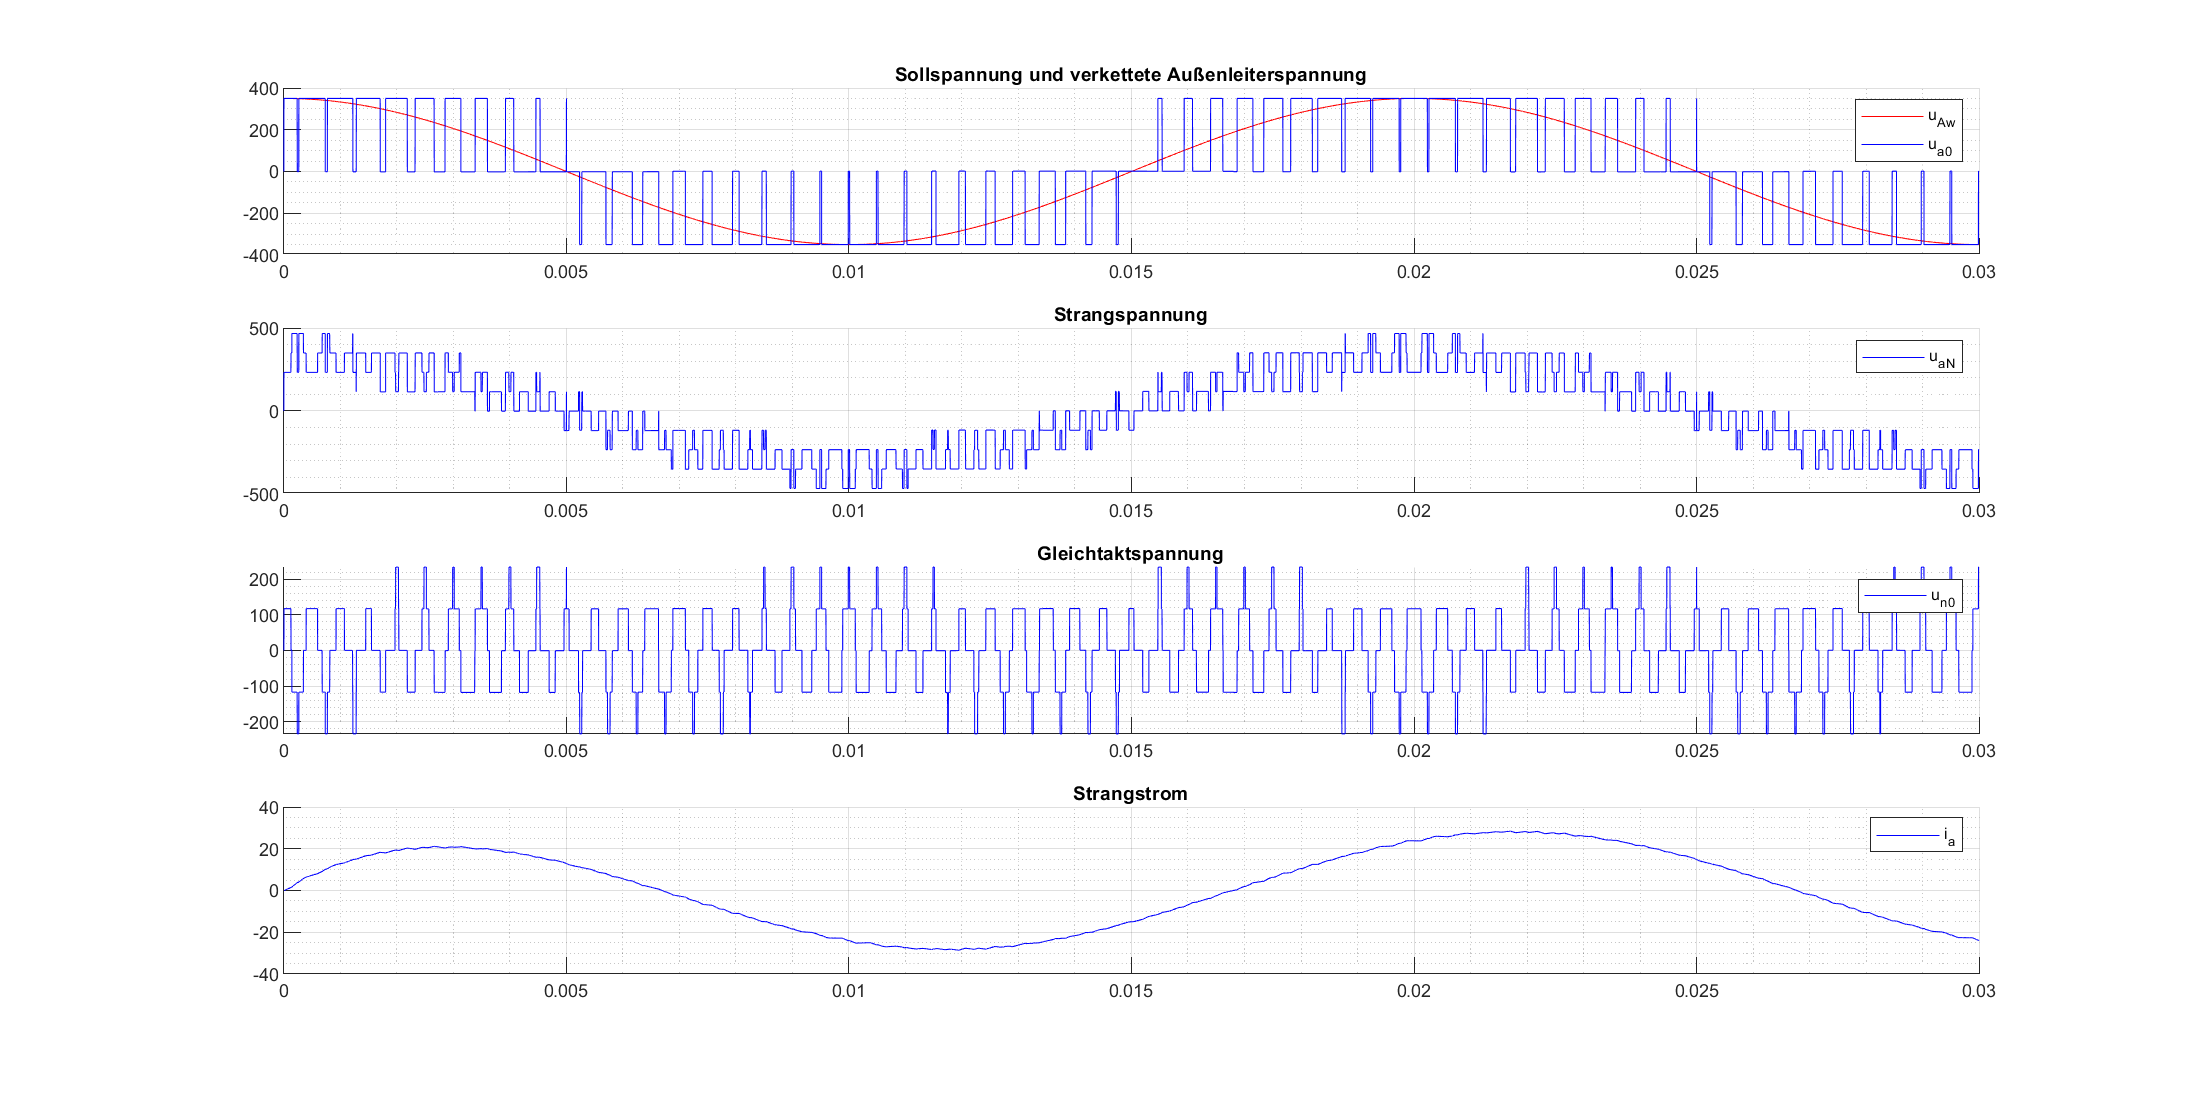 Sollspannung und verkettete Außenleiterspannung
400
200
0
-200
-400
u_Aw
u_a0
0 0.005 0.01 0.015 0.02 0.025 0.03
Strangspannung
500
0
-500
u_aN
0 0.005 0.01 0.015 0.02 0.025 0.03
Gleichtaktspannung
200
100
0
-100
-200
u_n0
0 0.005 0.01 0.015 0.02 0.025 0.03
Strangstrom
40
20
0
-20
-40
i_a
0 0.005 0.01 0.015 0.02 0.025 0.03